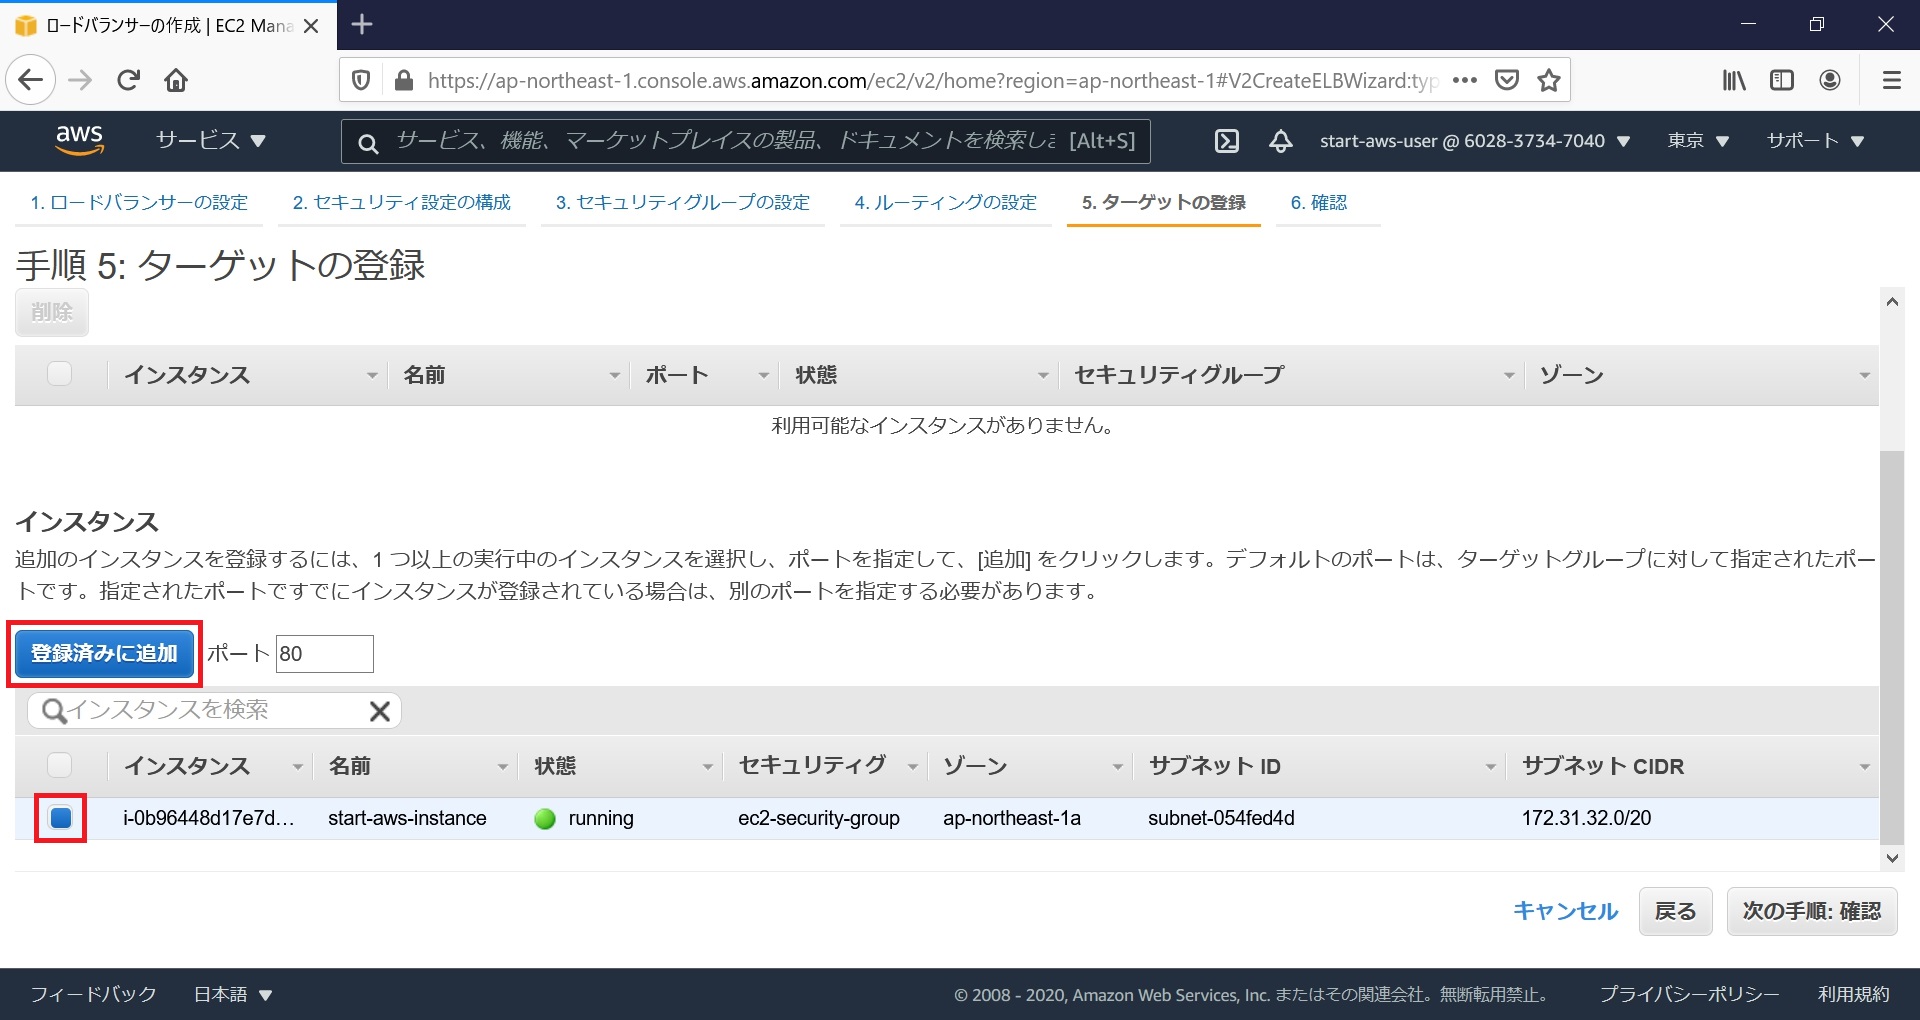 ロードバランサーの作成 | EC2 Mana
https://ap-northeast-1.console.aws.amazon.com/ec2/v2/home?region=ap-northeast-1#V2CreateELBWizard:typ
aws サービス サービス、機能、マーケットプレイスの製品、ドキュメントを検索しま [Alt+S] start-aws-user @ 6028-3734-7040 東京 サポート
1. ロードバランサーの設定 2. セキュリティ設定の構成 3. セキュリティグループの設定 4. ルーティングの設定 5. ターゲットの登録 6. 確認
手順 5: ターゲットの登録
削除
インスタンス 名前 ポート 状態 セキュリティグループ ゾーン
利用可能なインスタンスがありません。
インスタンス
追加のインスタンスを登録するには、1 つ以上の実行中のインスタンスを選択し、ポートを指定して、[追加] をクリックします。デフォルトのポートは、ターゲットグループに対して指定されたポー
トです。指定されたポートですでにインスタンスが登録されている場合は、別のポートを指定する必要があります。
登録済みに追加 ポート 80
インスタンスを検索
インスタンス 名前 状態 セキュリティグ ゾーン サブネット ID サブネット CIDR
i-0b96448d17e7d... start-aws-instance running ec2-security-group ap-northeast-1a subnet-054fed4d 172.31.32.0/20
キャンセル 戻る 次の手順: 確認
フィードバック 日本語 © 2008 - 2020, Amazon Web Services, Inc. またはその関連会社。無断転用禁止。 プライバシーポリシー 利用規約